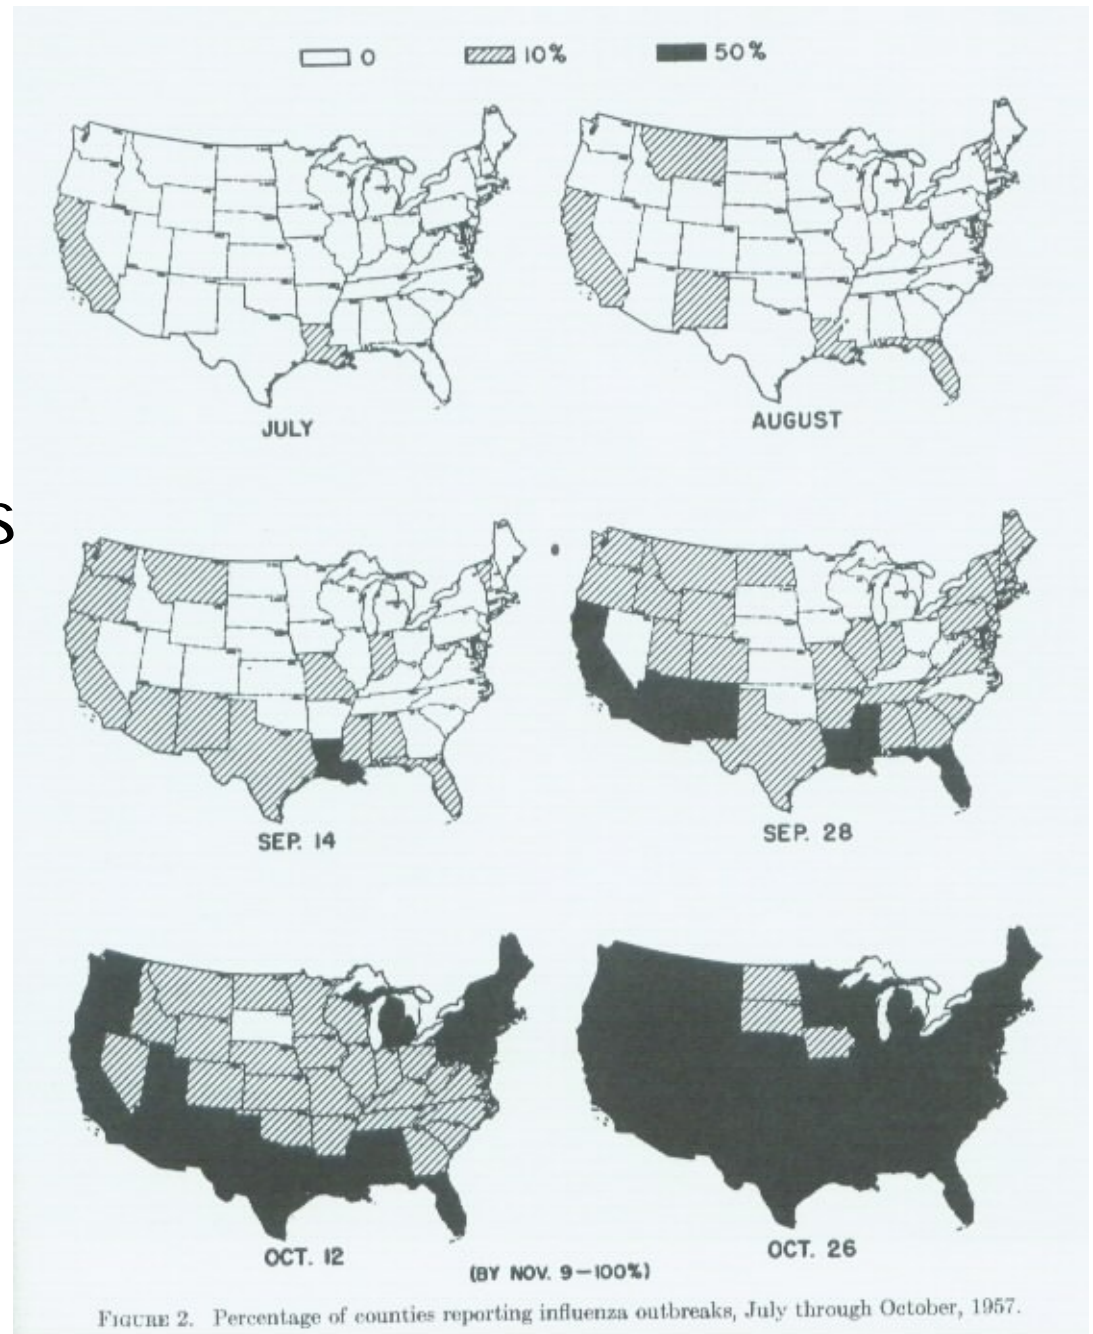 0 10% 50%
JULY
AUGUST
S
SEP. 14
SEP. 28
OCT. 12
OCT. 26
(BY NOV. 9—100%)
FIGURE 2. Percentage of counties reporting influenza outbreaks, July through October, 1957.